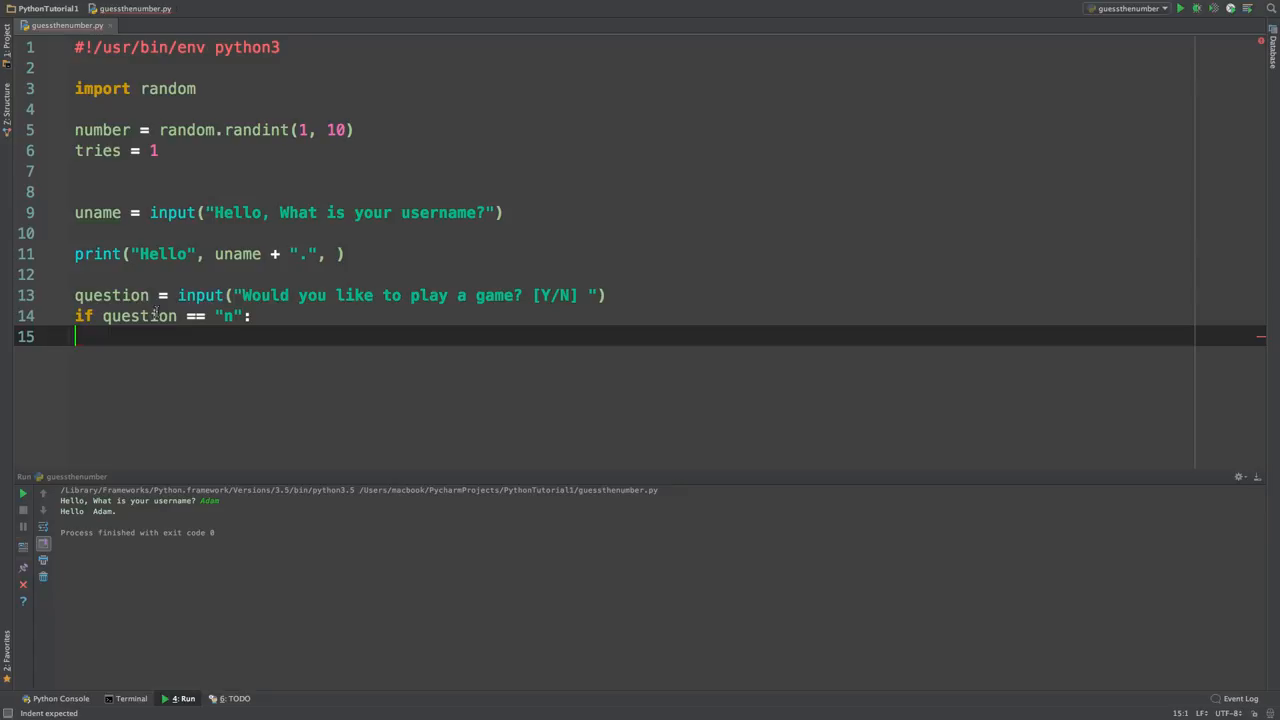 PythonTutorial1 guessthenumber.py guessthenumber
guessthenumber.py
1: Project
Z: Structure
2: Favorites
Database
1 #!/usr/bin/env python3
2
3 import random
4
5 number = random.randint(1, 10)
6 tries = 1
7
8
9 uname = input("Hello, What is your username?")
10
11 print("Hello", uname + ".", )
12
13 question = input("Would you like to play a game? [Y/N] ")
14 if question == "n":
15
Run guessthenumber
/Library/Frameworks/Python.framework/Versions/3.5/bin/python3.5 /Users/macbook/PycharmProjects/PythonTutorial1/guessthenumber.py
Hello, What is your username? Adam
Hello  Adam.
Process finished with exit code 0
Python Console Terminal 4: Run 6: TODO Event Log
Indent expected 15:1 LF÷ UTF-8÷